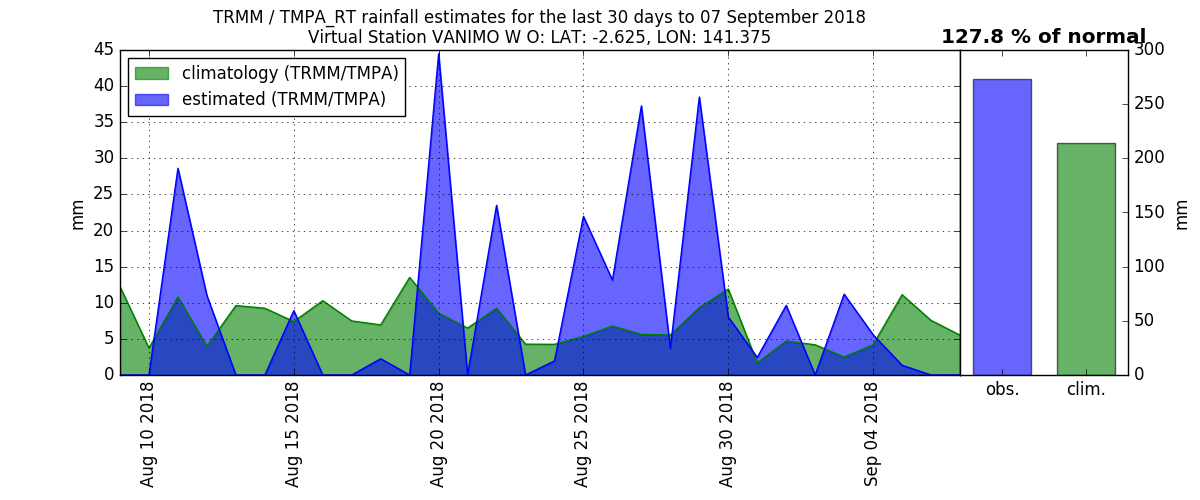 TRMM / TMPA_RT rainfall estimates for the last 30 days to 07 September 2018
Virtual Station VANIMO W O: LAT: -2.625, LON: 141.375
127.8 % of normal
climatology (TRMM/TMPA)
estimated (TRMM/TMPA)
45
40
35
30
25
20
15
10
5
0
mm
Aug 10 2018
Aug 15 2018
Aug 20 2018
Aug 25 2018
Aug 30 2018
Sep 04 2018
300
250
200
150
100
50
0
mm
obs.
clim.